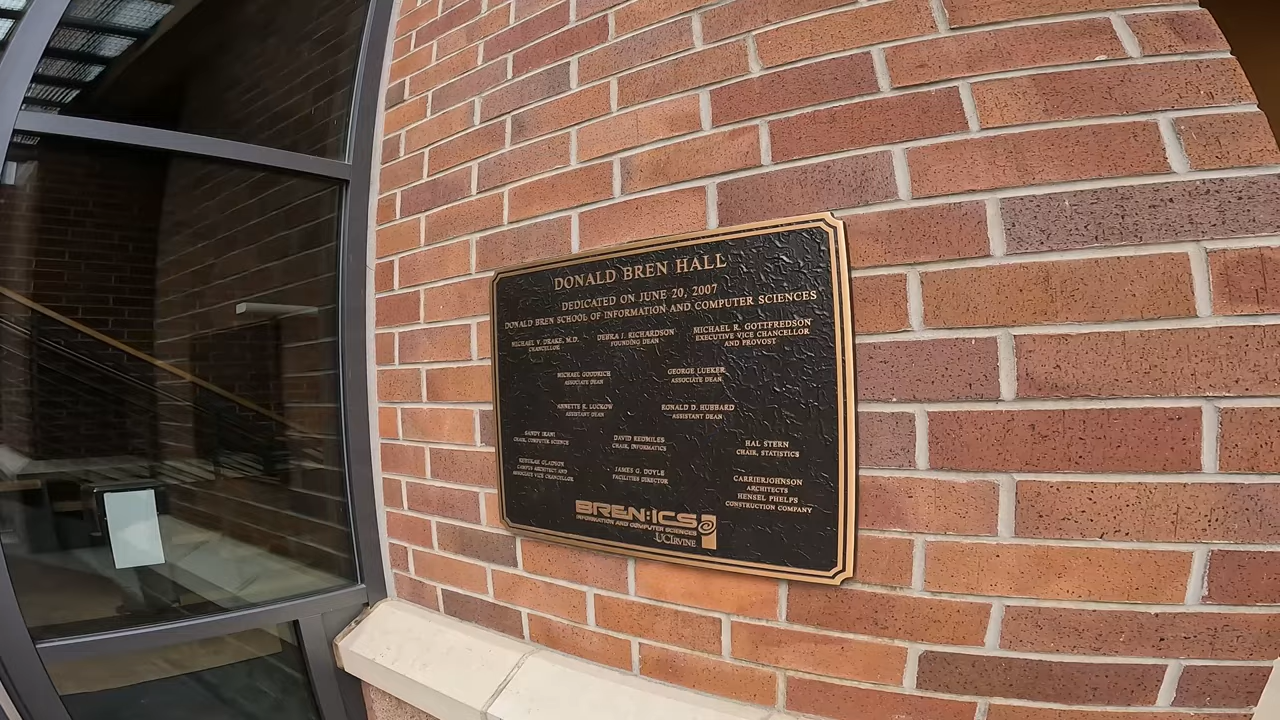 DONALD BREN HALL
DEDICATED ON JUNE 20, 2007
DONALD BREN SCHOOL OF INFORMATION AND COMPUTER SCIENCES
MICHAEL V. DRAKE, M.D.
CHANCELLOR
DEBRA J. RICHARDSON
FOUNDING DEAN
MICHAEL R. GOTTFREDSON
EXECUTIVE VICE CHANCELLOR
AND PROVOST
MICHAEL GOODRICH
ASSOCIATE DEAN
GEORGE LUEKER
ASSOCIATE DEAN
ANNETTE R. LUCKOW
ASSISTANT DEAN
RONALD D. HUBBARD
ASSISTANT DEAN
SANDY IRANI
CHAIR, COMPUTER SCIENCE
DAVID REDMILES
CHAIR, INFORMATICS
HAL STERN
CHAIR, STATISTICS
GLADSON
CAMPUS ARCHITECT AND
ASSOCIATE VICE CHANCELLOR
JAMES G. DOYLE
FACILITIES DIRECTOR
CARRIERJOHNSON
ARCHITECTS
HENSEL PHELPS
CONSTRUCTION COMPANY
BREN:ICS
INFORMATION AND COMPUTER SCIENCES
UCIRVINE